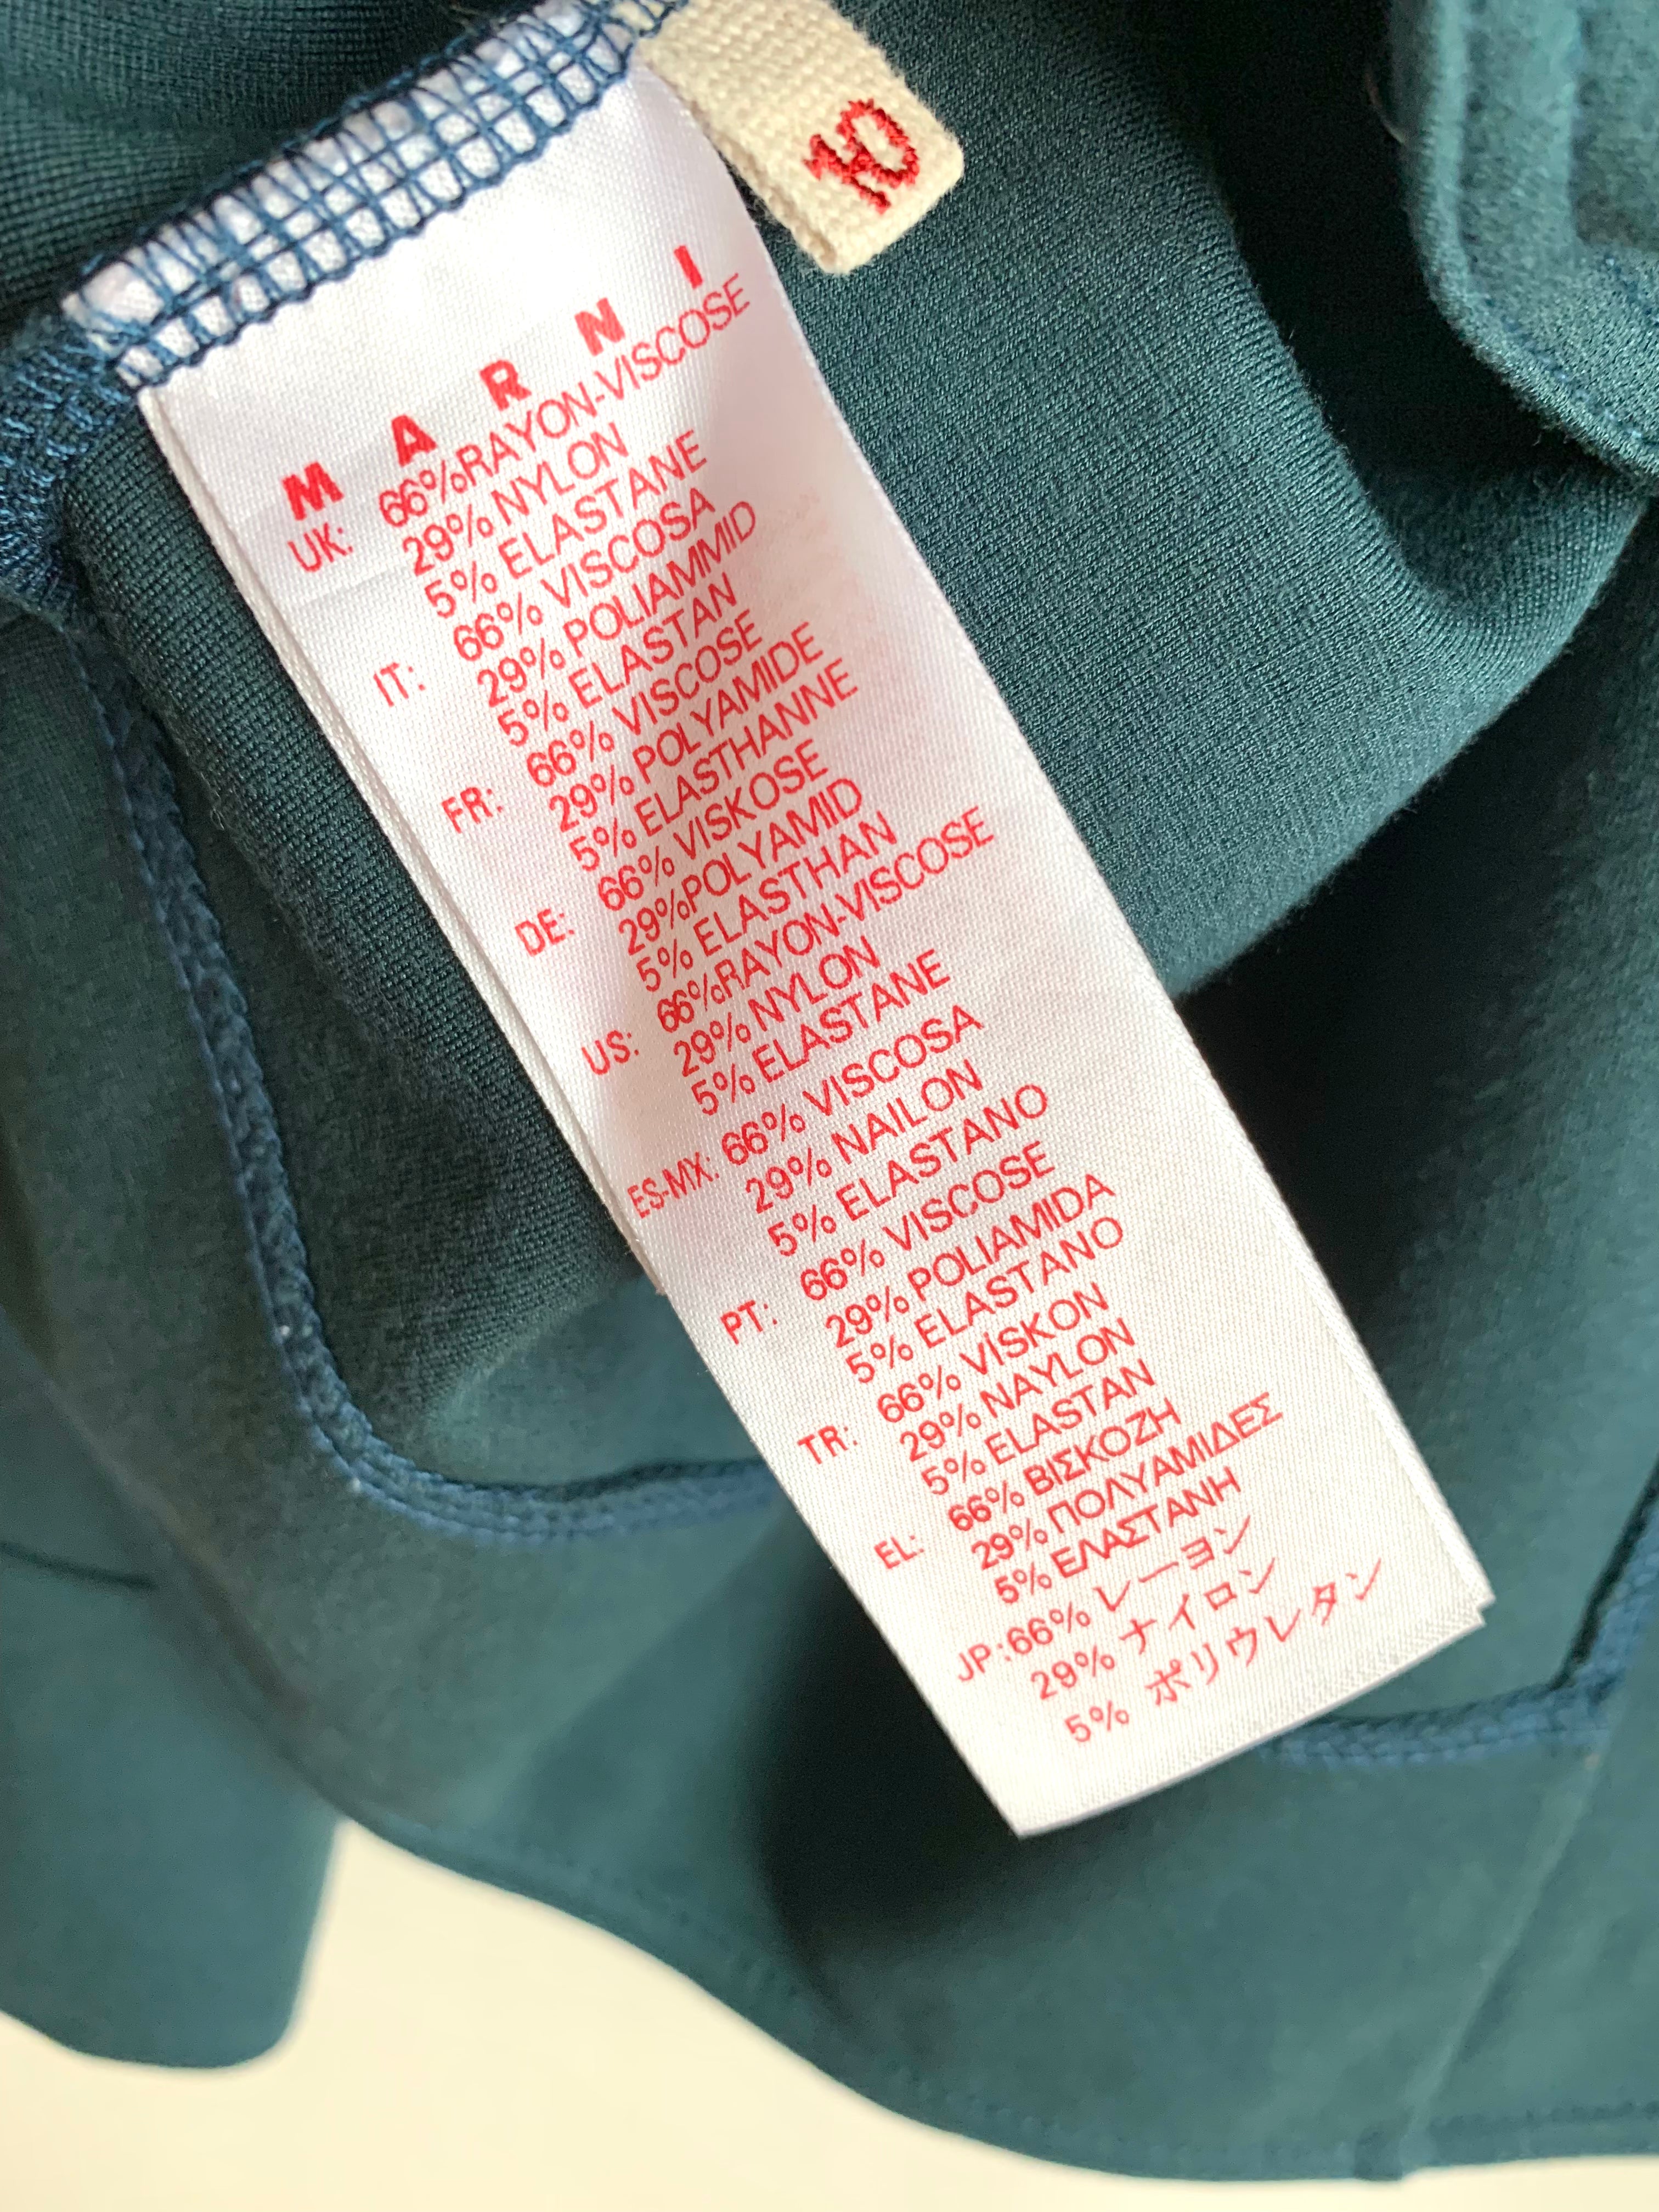 10
MARNI
UK: 66%RAYON-VISCOSE
29% NYLON
5% ELASTANE
IT: 66% VISCOSA
29% POLIAMMID
5% ELASTAN
FR: 66% VISCOSE
29% POLYAMIDE
5% ELASTHANNE
DE: 66% VISKOSE
29%POLYAMID
5% ELASTHAN
US: 66%RAYON-VISCOSE
29% NYLON
5% ELASTANE
ES-MX: 66% VISCOSA
29% NAILON
5% ELASTANO
PT: 66% VISCOSE
29% POLIAMIDA
5% ELASTANO
TR: 66% VİSKON
29% NAYLON
5% ELASTAN
EL: 66% ΒΙΣΚΟΖΗ
29% ΠΟΛΥΑΜΙΔΕΣ
5% ΕΛΑΣΤΑΝΗ
JP:66% レーヨン
29% ナイロン
5% ポリウレタン